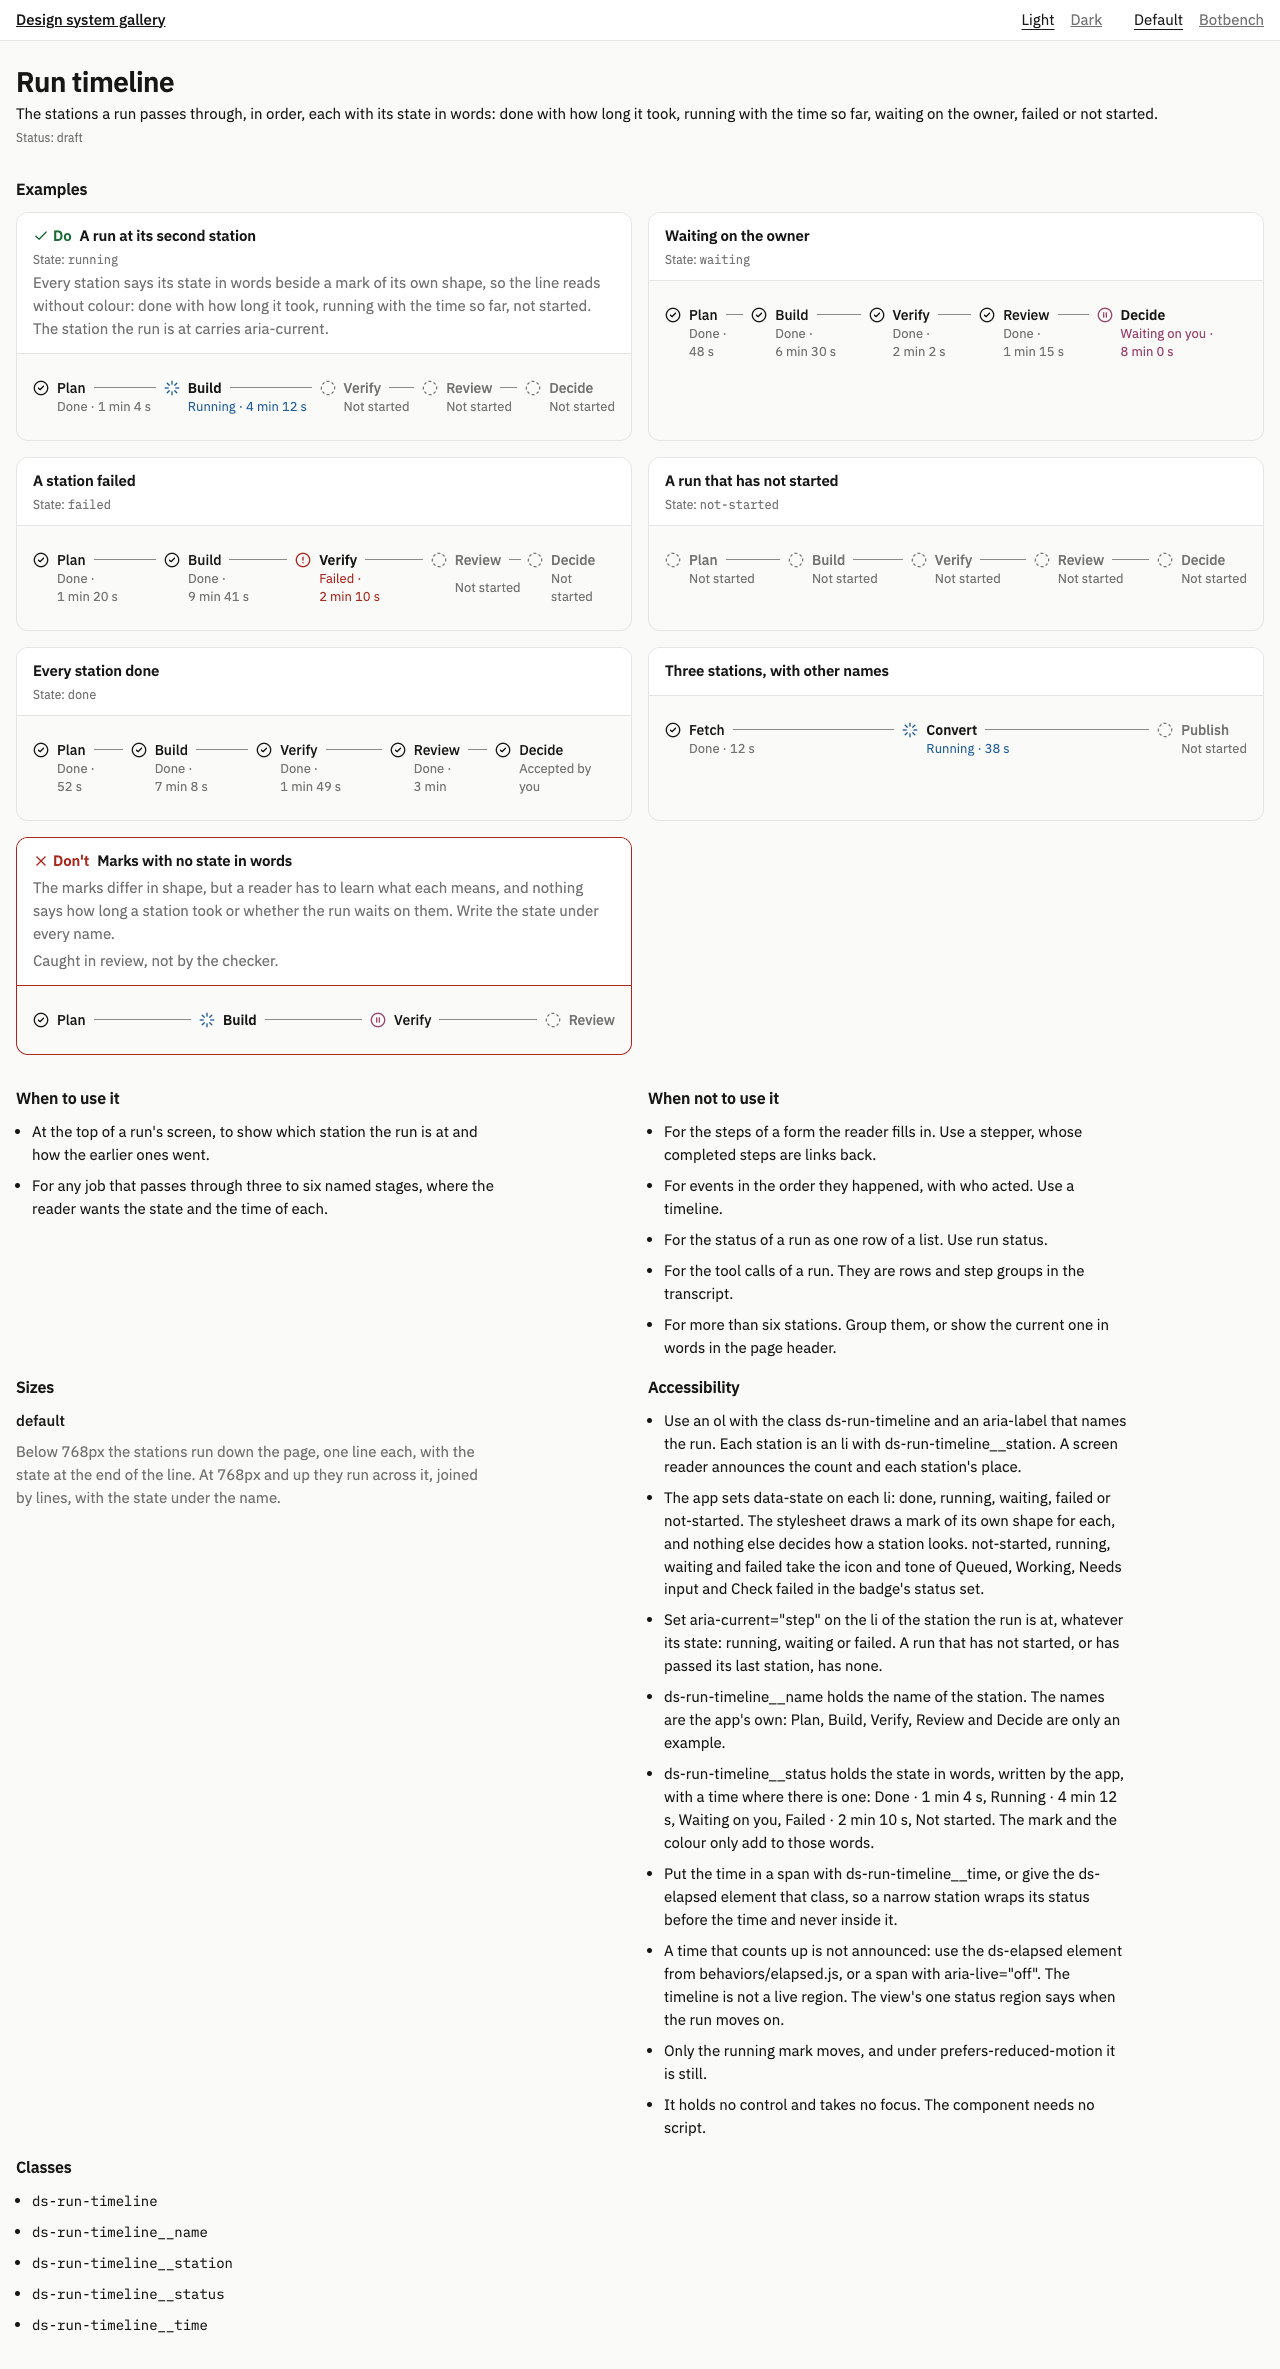 Design system gallery
Light Dark Default Botbench
Run timeline
The stations a run passes through, in order, each with its state in words: done with how long it took, running with the time so far, waiting on the owner, failed or not started.
Status: draft
Examples
Do A run at its second station
State: running
Every station says its state in words beside a mark of its own shape, so the line reads
without colour: done with how long it took, running with the time so far, not started.
The station the run is at carries aria-current.
Plan Build Verify Review Decide
Done · 1 min 4 s Running · 4 min 12 s Not started Not started Not started
Waiting on the owner
State: waiting
Plan Build Verify Review Decide
Done · Done · Done · Done · Waiting on you ·
48 s 6 min 30 s 2 min 2 s 1 min 15 s 8 min 0 s
A station failed
State: failed
Plan Build Verify Review Decide
Done · Done · Failed · Not started Not
1 min 20 s 9 min 41 s 2 min 10 s started
A run that has not started
State: not-started
Plan Build Verify Review Decide
Not started Not started Not started Not started Not started
Every station done
State: done
Plan Build Verify Review Decide
Done · Done · Done · Done · Accepted by
52 s 7 min 8 s 1 min 49 s 3 min you
Three stations, with other names
Fetch Convert Publish
Done · 12 s Running · 38 s Not started
Don't Marks with no state in words
The marks differ in shape, but a reader has to learn what each means, and nothing
says how long a station took or whether the run waits on them. Write the state under
every name.
Caught in review, not by the checker.
Plan Build Verify Review
When to use it
At the top of a run's screen, to show which station the run is at and
how the earlier ones went.
For any job that passes through three to six named stages, where the
reader wants the state and the time of each.
When not to use it
For the steps of a form the reader fills in. Use a stepper, whose
completed steps are links back.
For events in the order they happened, with who acted. Use a
timeline.
For the status of a run as one row of a list. Use run status.
For the tool calls of a run. They are rows and step groups in the
transcript.
For more than six stations. Group them, or show the current one in
words in the page header.
Sizes
default
Below 768px the stations run down the page, one line each, with the
state at the end of the line. At 768px and up they run across it, joined
by lines, with the state under the name.
Accessibility
Use an ol with the class ds-run-timeline and an aria-label that names
the run. Each station is an li with ds-run-timeline__station. A screen
reader announces the count and each station's place.
The app sets data-state on each li: done, running, waiting, failed or
not-started. The stylesheet draws a mark of its own shape for each,
and nothing else decides how a station looks. not-started, running,
waiting and failed take the icon and tone of Queued, Working, Needs
input and Check failed in the badge's status set.
Set aria-current="step" on the li of the station the run is at, whatever
its state: running, waiting or failed. A run that has not started, or has
passed its last station, has none.
ds-run-timeline__name holds the name of the station. The names
are the app's own: Plan, Build, Verify, Review and Decide are only an
example.
ds-run-timeline__status holds the state in words, written by the app,
with a time where there is one: Done · 1 min 4 s, Running · 4 min 12
s, Waiting on you, Failed · 2 min 10 s, Not started. The mark and the
colour only add to those words.
Put the time in a span with ds-run-timeline__time, or give the ds-
elapsed element that class, so a narrow station wraps its status
before the time and never inside it.
A time that counts up is not announced: use the ds-elapsed element
from behaviors/elapsed.js, or a span with aria-live="off". The
timeline is not a live region. The view's one status region says when
the run moves on.
Only the running mark moves, and under prefers-reduced-motion it
is still.
It holds no control and takes no focus. The component needs no
script.
Classes
ds-run-timeline
ds-run-timeline__name
ds-run-timeline__station
ds-run-timeline__status
ds-run-timeline__time